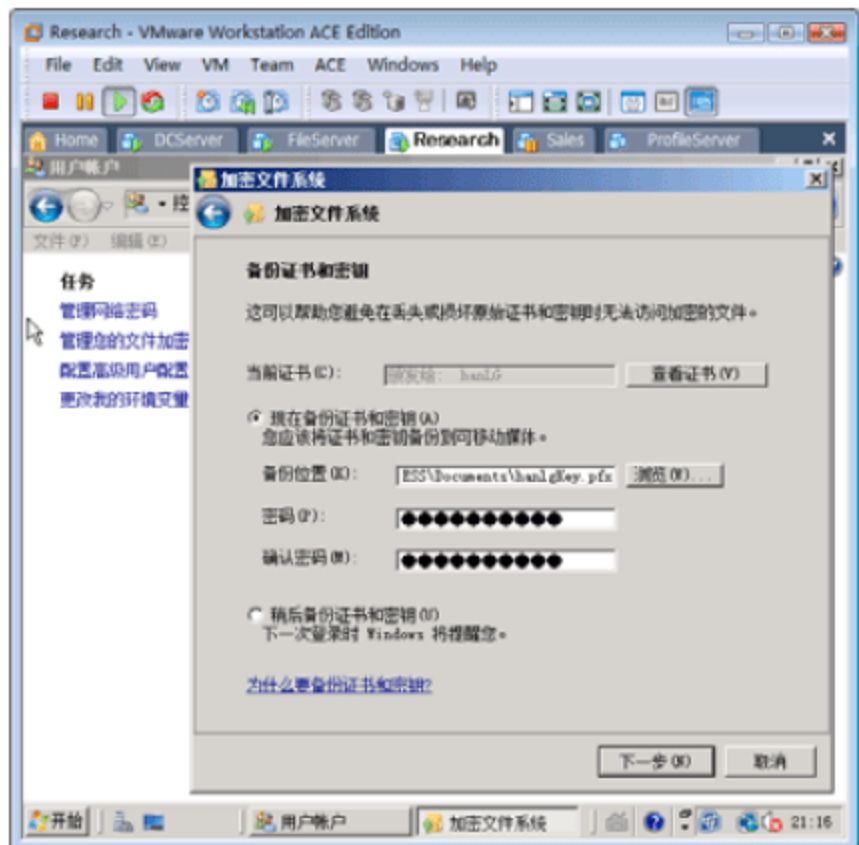 Research - VMware Workstation ACE Edition
File Edit View VM Team ACE Windows Help
Home DCServer FileServer Research Sales ProfileServer
用户帐户
加密文件系统
控
加密文件系统
文件(F) 编辑(E)
任务
管理网络密码
管理您的文件加密
配置高级用户配置
更改我的环境变量
备份证书和密钥
这可以帮助您避免在丢失或损坏原始证书和密钥时无法访问加密的文件。
当前证书(C): 颁发给: hanLG 查看证书(V)
现在备份证书和密钥(A)
您应该将证书和密钥备份到可移动媒体。
备份位置(K): ESS\Documents\hanlgKey.pfx 浏览(W)...
密码(P):
确认密码(M):
稍后备份证书和密钥(U)
下一次登录时 Windows 将提醒您。
为什么要备份证书和密钥?
下一步(N) 取消
开始 用户帐户 加密文件系统 21:16